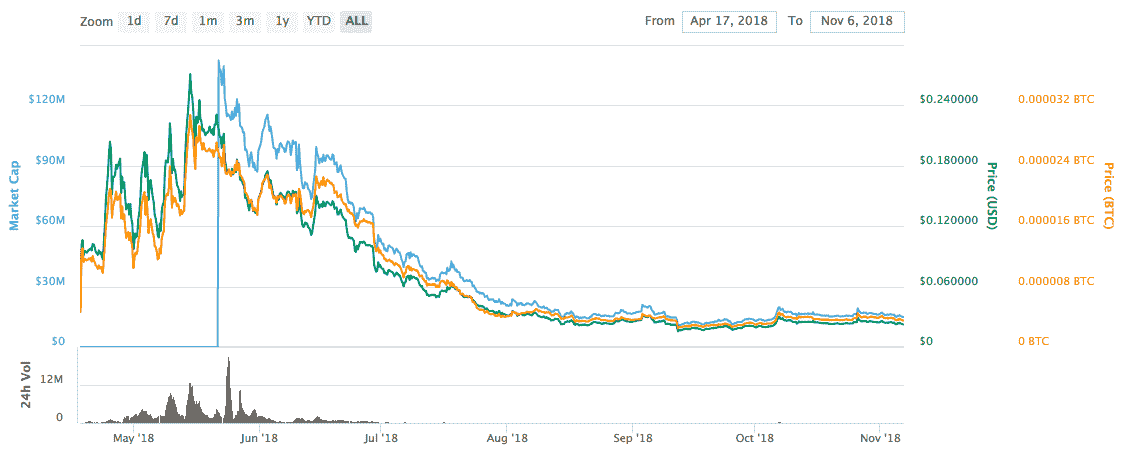 Zoom 1d 7d 1m 3m 1y YTD ALL From Apr 17, 2018 To Nov 6, 2018
$120M $0.240000 0.000032 BTC
$90M $0.180000 0.000024 BTC
Market Cap Price (USD) Price (BTC)
$60M $0.120000 0.000016 BTC
$30M $0.060000 0.000008 BTC
$0 $0 0 BTC
24h Vol
12M
0
May '18 Jun '18 Jul '18 Aug '18 Sep '18 Oct '18 Nov '18